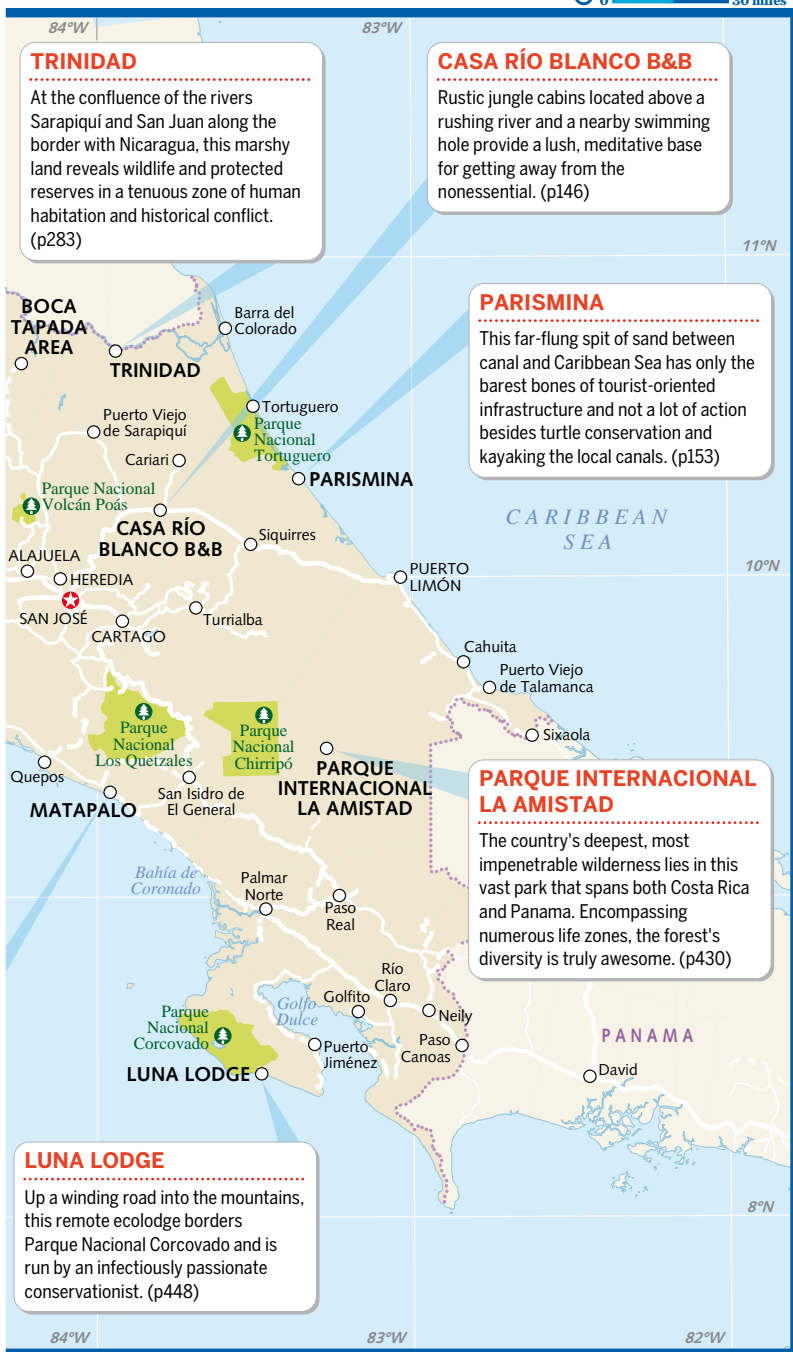 0
30 miles
84ºW
83ºW
TRINIDAD
At the confluence of the rivers
Sarapiquí and San Juan along the
border with Nicaragua, this marshy
land reveals wildlife and protected
reserves in a tenuous zone of human
habitation and historical conflict.
(p283)
CASA RÍO BLANCO B&B
Rustic jungle cabins located above a
rushing river and a nearby swimming
hole provide a lush, meditative base
for getting away from the
nonessential. (p146)
11ºN
PARISMINA
This far-flung spit of sand between
canal and Caribbean Sea has only the
barest bones of tourist-oriented
infrastructure and not a lot of action
besides turtle conservation and
kayaking the local canals. (p153)
BOCA
TAPADA
AREA
Barra del
Colorado
TRINIDAD
Puerto Viejo
de Sarapiquí
Tortuguero
Parque
Nacional
Tortuguero
Cariari
PARISMINA
Parque Nacional
Volcán Poás
CASA RÍO
BLANCO B&B
Siquirres
CARIBBEAN
SEA
ALAJUELA
HEREDIA
PUERTO
LIMÓN
10ºN
SAN JOSÉ
CARTAGO
Turrialba
Cahuita
Puerto Viejo
de Talamanca
Sixaola
Parque
Nacional
Los Quetzales
Parque
Nacional
Chirripó
Quepos
MATAPALO
San Isidro de
El General
PARQUE
INTERNACIONAL
LA AMISTAD
PARQUE INTERNACIONAL
LA AMISTAD
The country's deepest, most
impenetrable wilderness lies in this
vast park that spans both Costa Rica
and Panama. Encompassing
numerous life zones, the forest's
diversity is truly awesome. (p430)
Bahía de
Coronado
Palmar
Norte
Paso
Real
Río
Claro
Golfito
Golfo
Dulce
Neily
Parque
Nacional
Corcovado
Puerto
Jiménez
Paso
Canoas
PANAMA
David
LUNA LODGE
LUNA LODGE
Up a winding road into the mountains,
this remote ecolodge borders
Parque Nacional Corcovado and is
run by an infectiously passionate
conservationist. (p448)
8ºN
84ºW
83ºW
82ºW